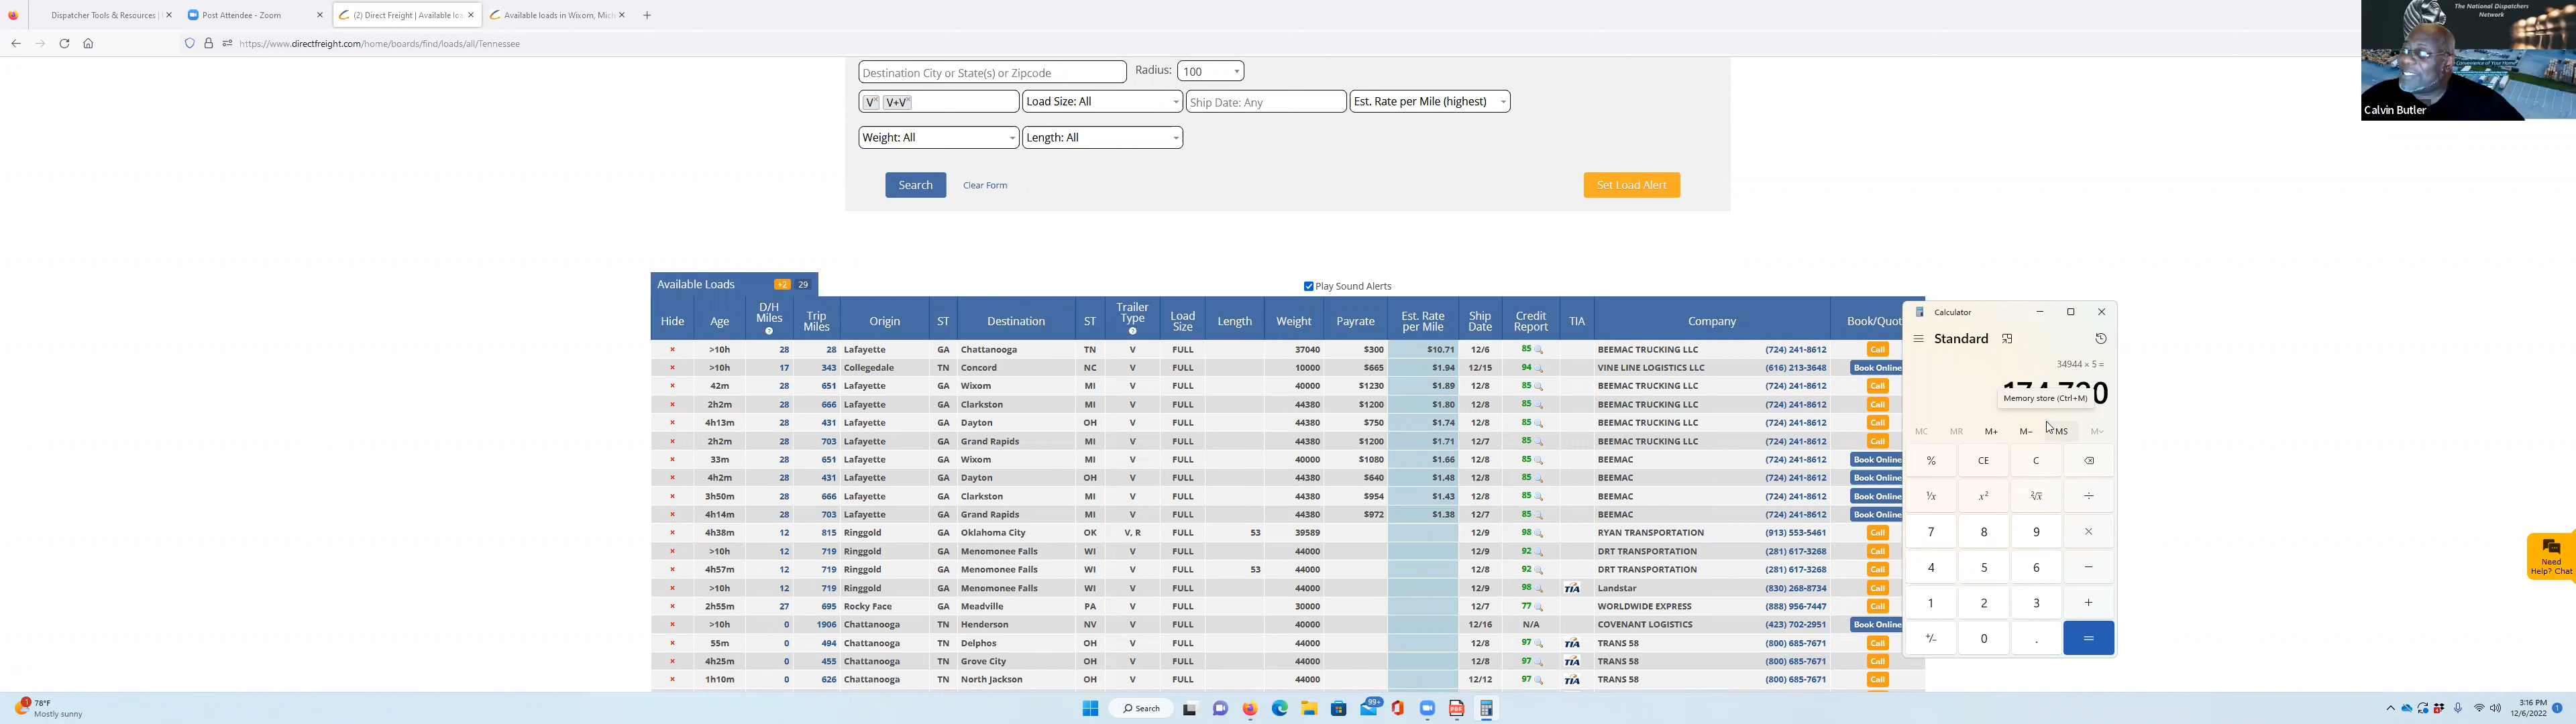 Dispatcher Tools & Resources |
Post Attendee - Zoom
(2) Direct Freight | Available loa
Available loads in Wixom, Mich
https://www.directfreight.com/home/boards/find/loads/all/Tennessee
The National Dispatchers
Network
Convenience of Your Home
Calvin Butler
Destination City or State(s) or Zipcode
Radius: 100
V V+V Load Size: All Ship Date: Any Est. Rate per Mile (highest)
Weight: All Length: All
Search Clear Form Set Load Alert
Available Loads +2 29
Play Sound Alerts
Hide Age D/H Miles Trip Miles Origin ST Destination ST Trailer Type Load Size Length Weight Payrate Est. Rate per Mile Ship Date Credit Report TIA Company Book/Quot
× >10h 28 28 Lafayette GA Chattanooga TN V FULL 37040 $300 $10.71 12/6 85 BEEMAC TRUCKING LLC (724) 241-8612 Call
× >10h 17 343 Collegedale TN Concord NC V FULL 10000 $665 $1.94 12/15 94 VINE LINE LOGISTICS LLC (616) 213-3648 Book Online
× 42m 28 651 Lafayette GA Wixom MI V FULL 40000 $1230 $1.89 12/8 85 BEEMAC TRUCKING LLC (724) 241-8612 Call
× 2h2m 28 666 Lafayette GA Clarkston MI V FULL 44380 $1200 $1.80 12/8 85 BEEMAC TRUCKING LLC (724) 241-8612 Call
× 4h13m 28 431 Lafayette GA Dayton OH V FULL 44380 $750 $1.74 12/8 85 BEEMAC TRUCKING LLC (724) 241-8612 Call
× 2h2m 28 703 Lafayette GA Grand Rapids MI V FULL 44380 $1200 $1.71 12/7 85 BEEMAC TRUCKING LLC (724) 241-8612 Call
× 33m 28 651 Lafayette GA Wixom MI V FULL 40000 $1080 $1.66 12/8 85 BEEMAC (724) 241-8612 Book Online
× 4h2m 28 431 Lafayette GA Dayton OH V FULL 44380 $640 $1.48 12/8 85 BEEMAC (724) 241-8612 Book Online
× 3h50m 28 666 Lafayette GA Clarkston MI V FULL 44380 $954 $1.43 12/8 85 BEEMAC (724) 241-8612 Book Online
× 4h14m 28 703 Lafayette GA Grand Rapids MI V FULL 44380 $972 $1.38 12/7 85 BEEMAC (724) 241-8612 Book Online
× 4h38m 12 815 Ringgold GA Oklahoma City OK V, R FULL 53 39589 12/9 98 RYAN TRANSPORTATION (913) 553-5461 Call
× >10h 12 719 Ringgold GA Menomonee Falls WI V FULL 44000 12/9 92 DRT TRANSPORTATION (281) 617-3268 Call
× 4h57m 12 719 Ringgold GA Menomonee Falls WI V FULL 53 44000 12/8 92 DRT TRANSPORTATION (281) 617-3268 Call
× >10h 12 719 Ringgold GA Menomonee Falls WI V FULL 44000 12/9 98 TIA Landstar (830) 268-8734 Call
× 2h55m 27 695 Rocky Face GA Meadville PA V FULL 30000 12/7 77 WORLDWIDE EXPRESS (888) 956-7447 Call
× >10h 0 1906 Chattanooga TN Henderson NV V FULL 40000 12/16 N/A COVENANT LOGISTICS (423) 702-2951 Book Online
× 55m 0 494 Chattanooga TN Delphos OH V FULL 44000 12/8 97 TIA TRANS 58 (800) 685-7671 Call
× 4h25m 0 455 Chattanooga TN Grove City OH V FULL 44000 12/8 97 TIA TRANS 58 (800) 685-7671 Call
× 1h10m 0 626 Chattanooga TN North Jackson OH V FULL 44000 12/12 97 TIA TRANS 58 (800) 685-7671 Call
Calculator
Standard
34944 × 5 =
Memory store (Ctrl+M)
MC MR M+ M− MS M
% CE C
¹/x x² ²√x ÷
7 8 9 ×
4 5 6 −
1 2 3 +
+/− 0 . =
Need
Help? Chat
1
78°F
Mostly sunny
Search
99+
3:16 PM
12/6/2022
1